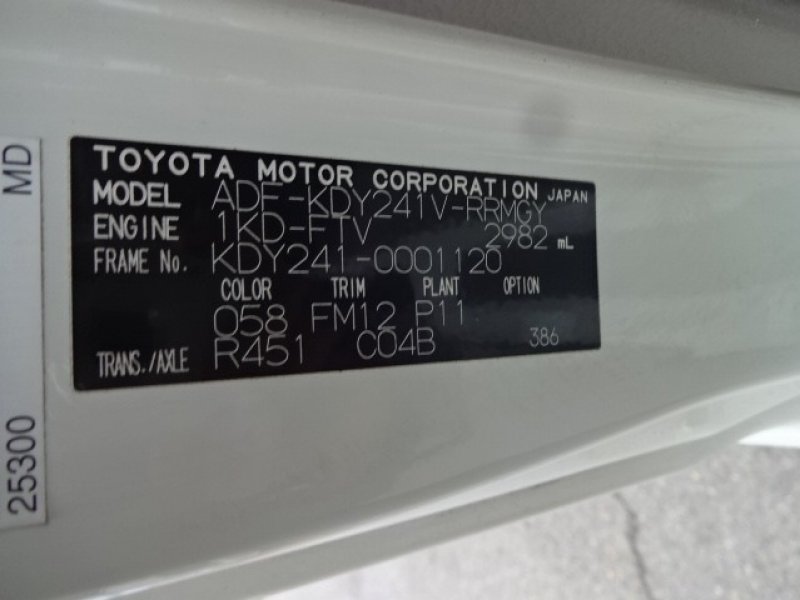 TOYOTA MOTOR CORPORATION JAPAN
MODEL ADF-KDY241V-RRMGY
ENGINE 1KD-FTV 2982 mL
FRAME No. KDY241-0001120
COLOR TRIM PLANT OPTION
058 FM12 P11
TRANS./AXLE R451 C04B 386
25300 MD